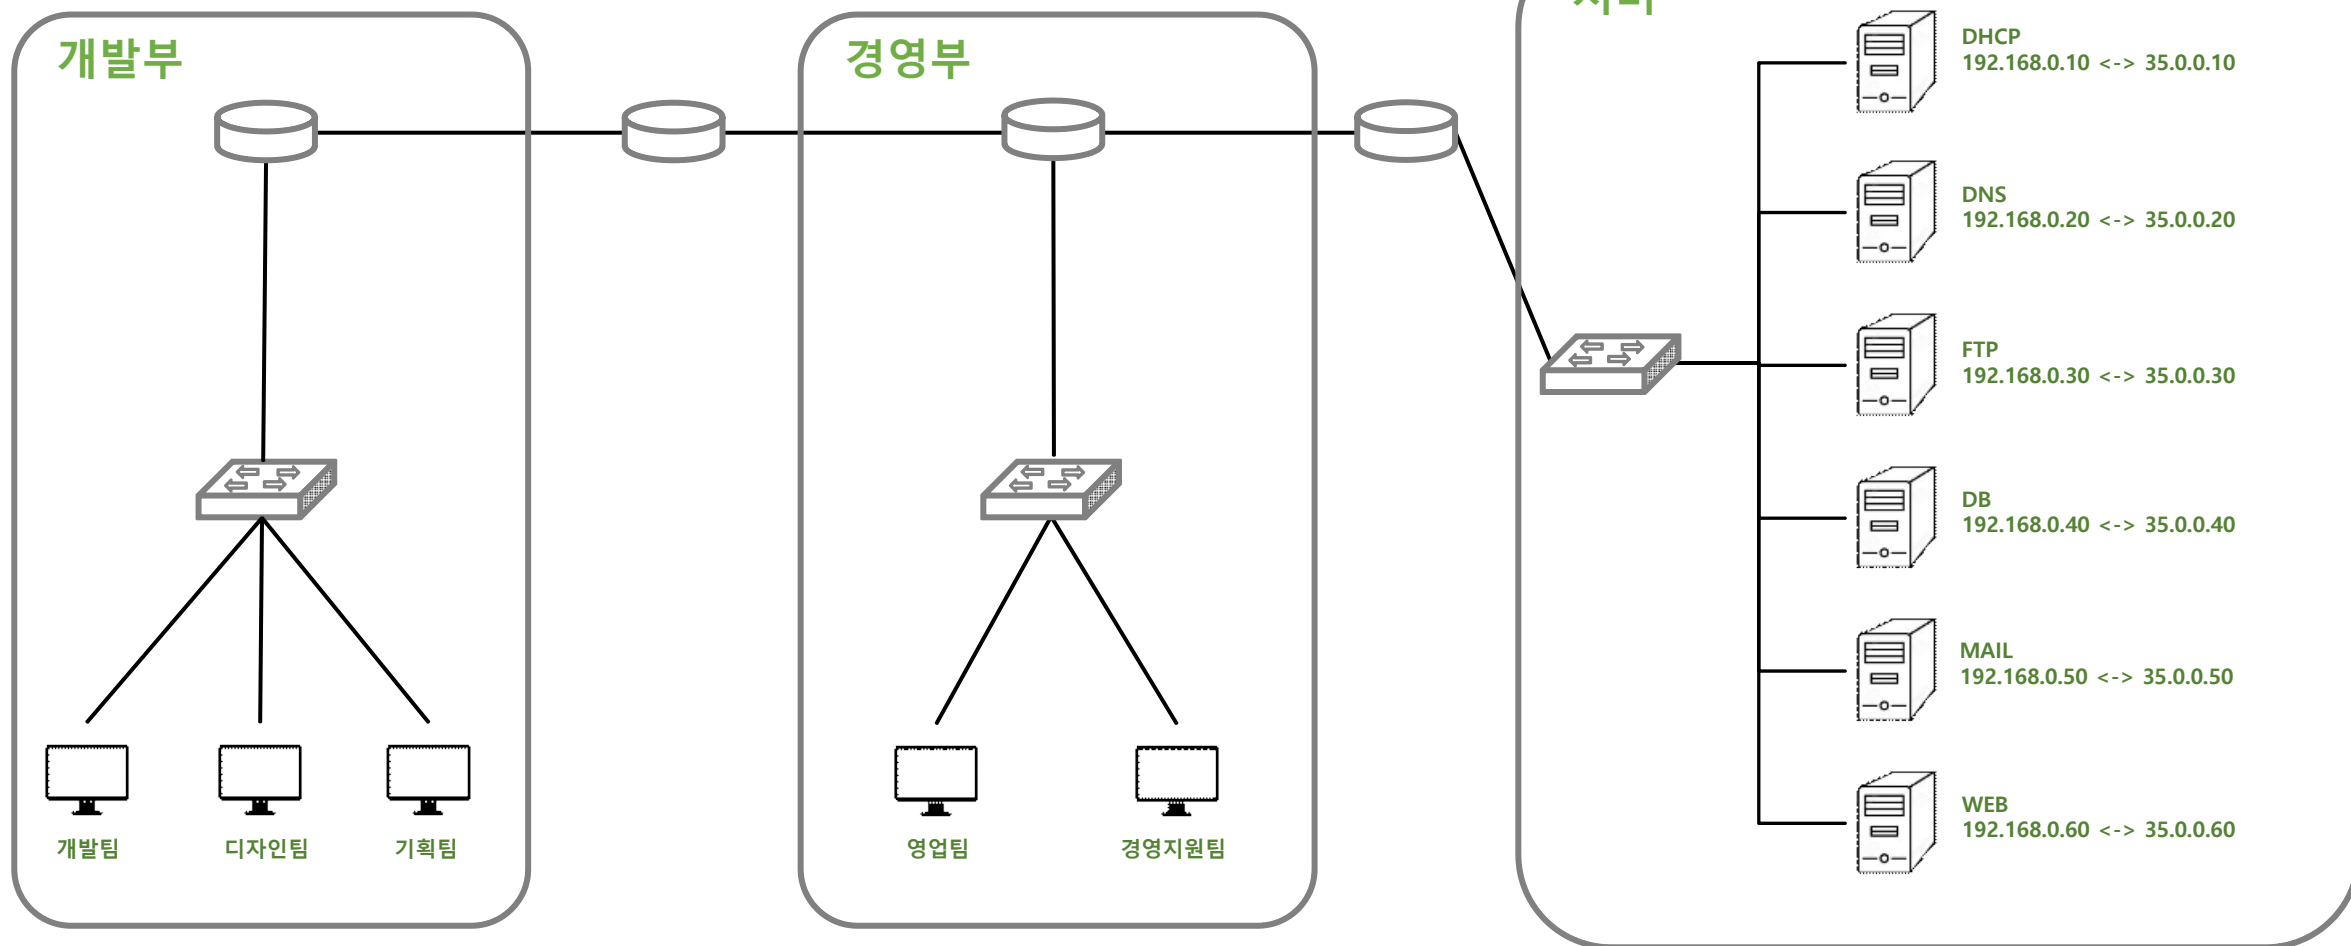 개발부
경영부
DHCP
192.168.0.10 <-> 35.0.0.10
DNS
192.168.0.20 <-> 35.0.0.20
FTP
192.168.0.30 <-> 35.0.0.30
DB
192.168.0.40 <-> 35.0.0.40
MAIL
192.168.0.50 <-> 35.0.0.50
WEB
192.168.0.60 <-> 35.0.0.60
개발팀
디자인팀
기획팀
영업팀
경영지원팀